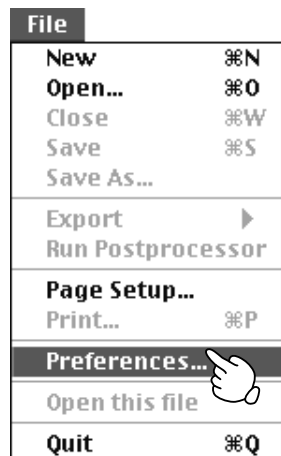 File
New ⌘N
Open... ⌘O
Close ⌘W
Save ⌘S
Save As...
Export ▶
Run Postprocessor
Page Setup...
Print... ⌘P
Preferences...
Open this file
Quit ⌘Q